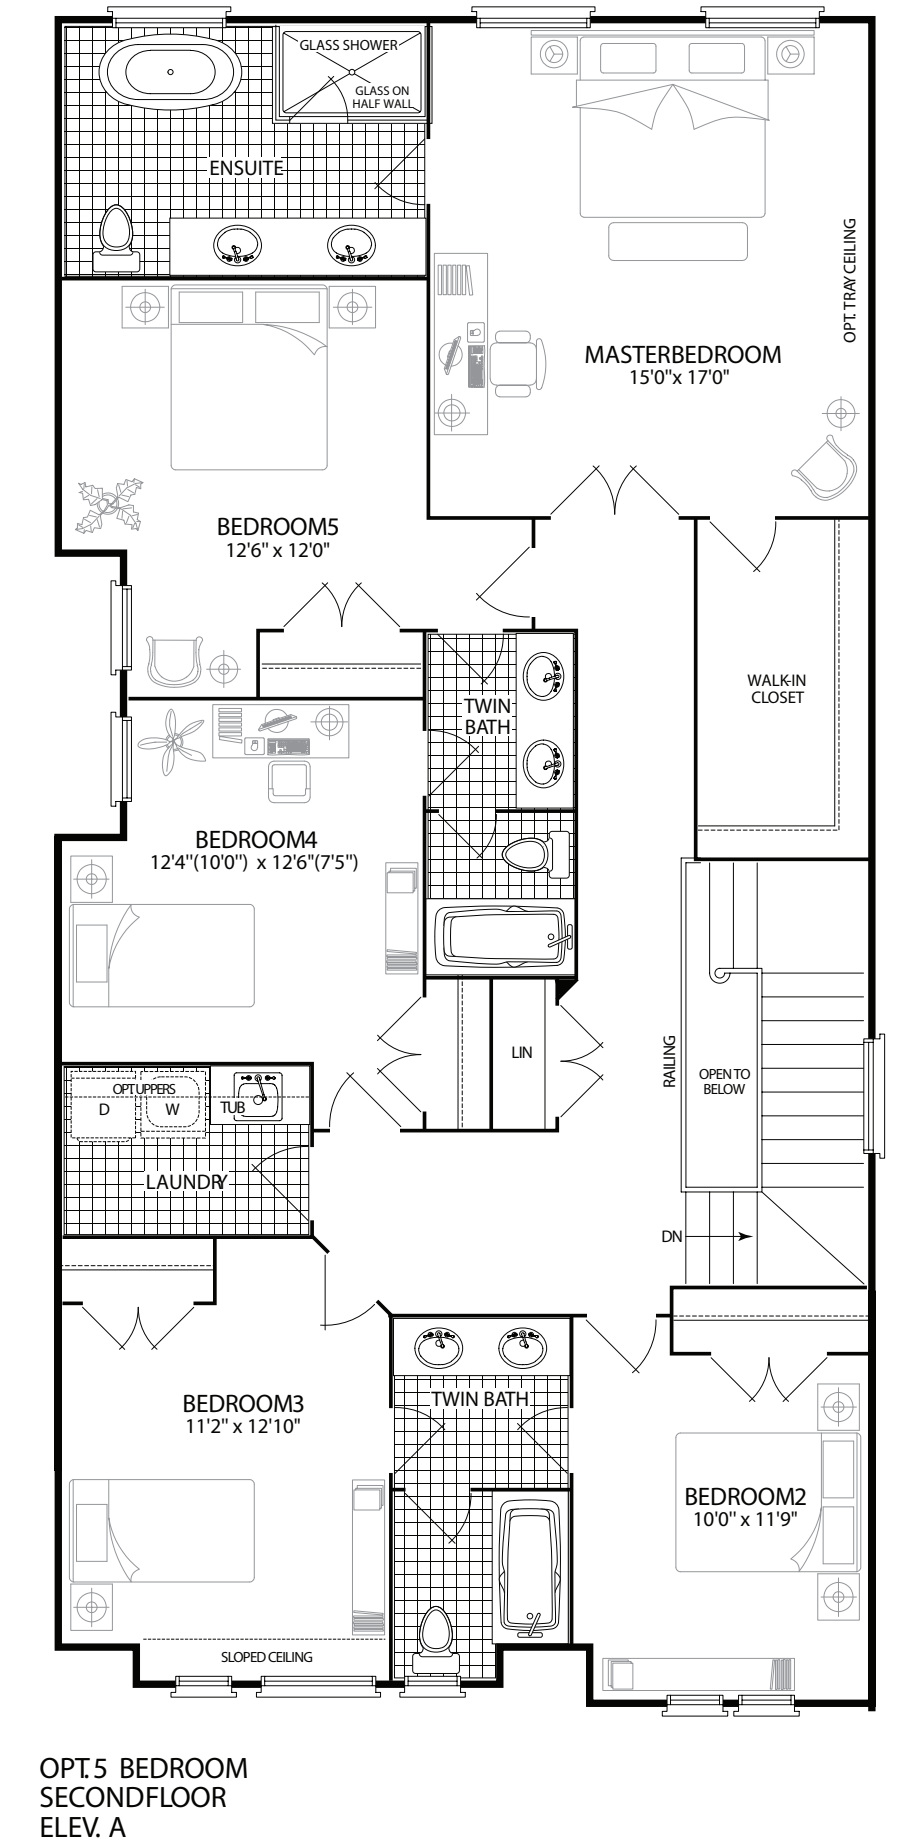 GLASS SHOWER
GLASS ON
HALF WALL
ENSUITE
OPT. TRAY CEILING
MASTERBEDROOM
15'0"x 17'0"
BEDROOM5
12'6" x 12'0"
WALK-IN
CLOSET
TWIN
BATH
BEDROOM4
12'4"(10'0") x 12'6"(7'5")
LIN
RAILING
OPEN TO
BELOW
OPT UPPERS
D
W
TUB
LAUNDRY
DN
TWIN BATH
BEDROOM3
11'2" x 12'10"
BEDROOM2
10'0" x 11'9"
SLOPED CEILING
OPT.5 BEDROOM
SECONDFLOOR
ELEV. A